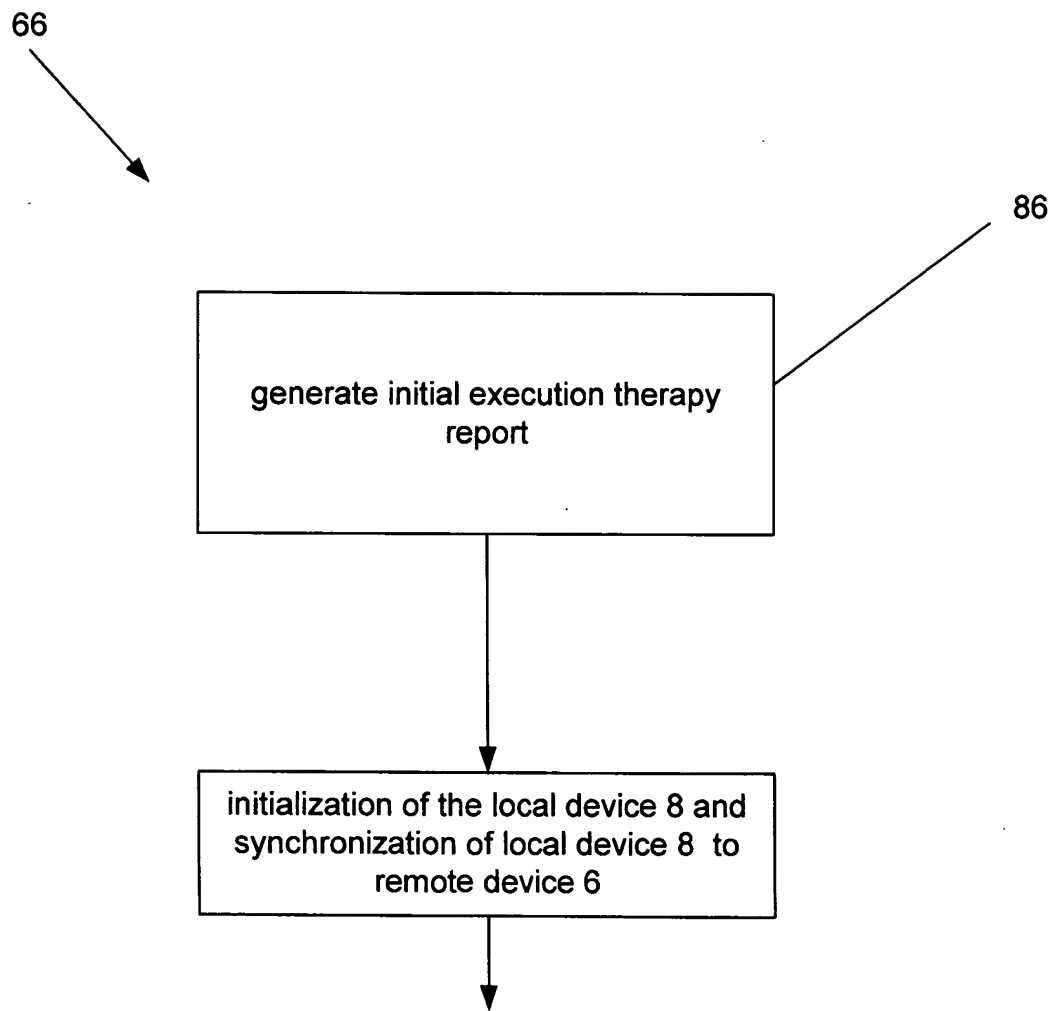 66
86
generate initial execution therapy
report
initialization of the local device 8 and
synchronization of local device 8 to
remote device 6